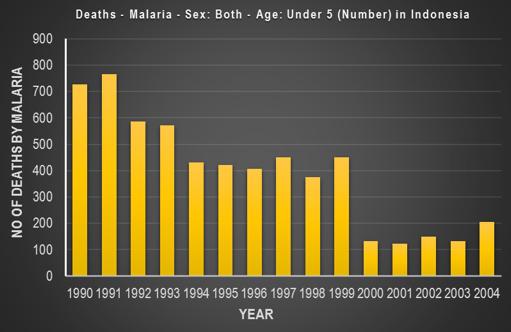 Deaths - Malaria - Sex: Both - Age: Under 5 (Number) in Indonesia
NO OF DEATHS BY MALARIA
900
800
700
600
500
400
300
200
100
0
1990 1991 1992 1993 1994 1995 1996 1997 1998 1999 2000 2001 2002 2003 2004
YEAR